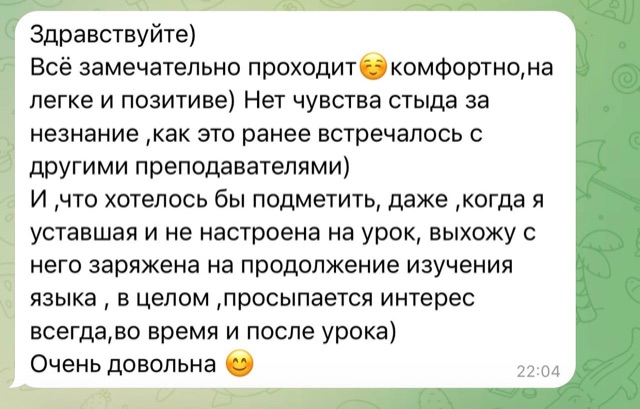 Здравствуйте)
Всё замечательно проходит☺️комфортно,на
легке и позитиве) Нет чувства стыда за
незнание ,как это ранее встречалось с
другими преподавателями)
И ,что хотелось бы подметить, даже ,когда я
уставшая и не настроена на урок, выхожу с
него заряжена на продолжение изучения
языка , в целом ,просыпается интерес
всегда,во время и после урока)
Очень довольна 😊
22:04